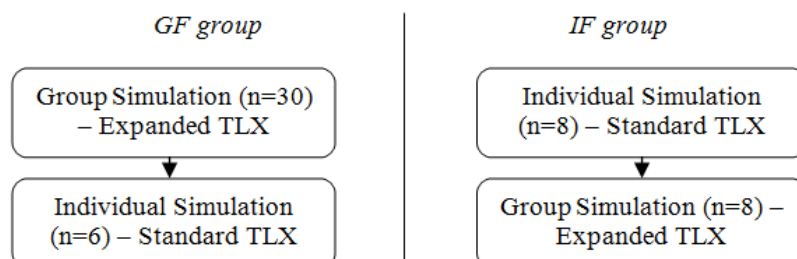 GF group
Group Simulation (n=30)
– Expanded TLX
Individual Simulation
(n=6) – Standard TLX
IF group
Individual Simulation
(n=8) – Standard TLX
Group Simulation (n=8) –
Expanded TLX